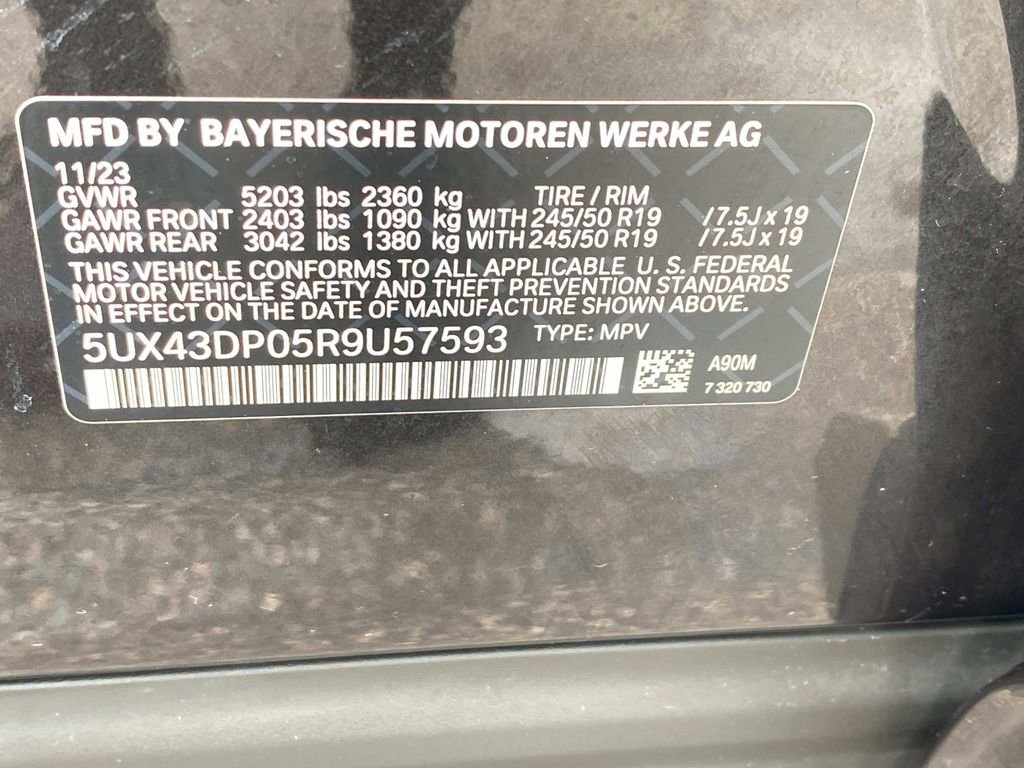 MFD BY BAYERISCHE MOTOREN WERKE AG
11/23
GVWR 5203 lbs 2360 kg TIRE / RIM
GAWR FRONT 2403 lbs 1090 kg WITH 245/50 R19 / 7.5J x 19
GAWR REAR 3042 lbs 1380 kg WITH 245/50 R19 / 7.5J x 19
THIS VEHICLE CONFORMS TO ALL APPLICABLE U. S. FEDERAL
MOTOR VEHICLE SAFETY AND THEFT PREVENTION STANDARDS
IN EFFECT ON THE DATE OF MANUFACTURE SHOWN ABOVE.
5UX43DP05R9U57593 TYPE: MPV
A90M
7 320 730